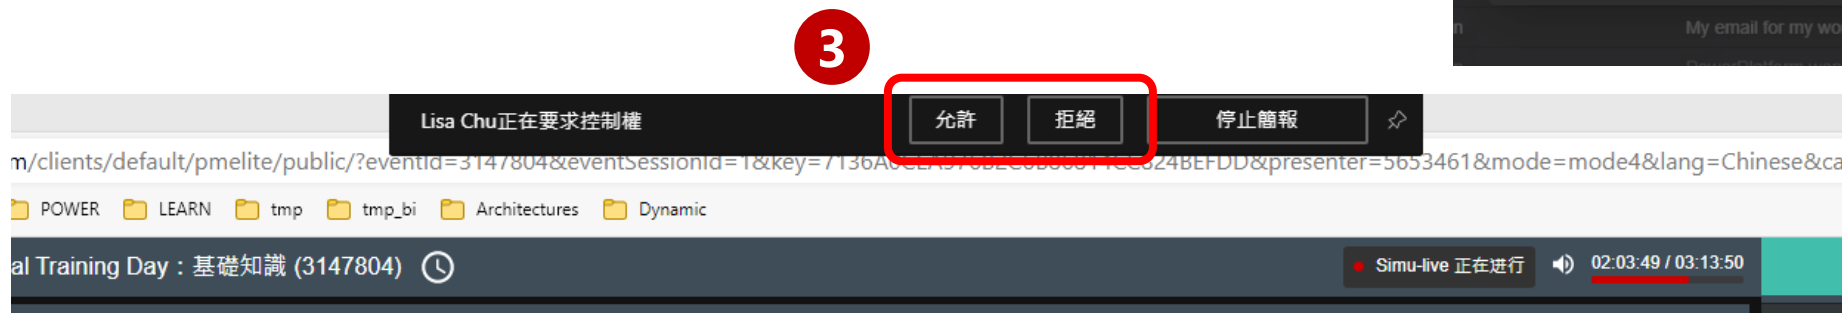 3
n My email for my wo
Lisa Chu正在要求控制權 允許 拒絕 停止簡報
m/clients/default/pmelite/public/?eventId=3147804&eventSessionId=1&key=7136A0CEA576B2C0B80814CC824BEFDD&presenter=5653461&mode=mode4&lang=Chinese&ca
POWER LEARN tmp tmp_bi Architectures Dynamic
al Training Day：基礎知識 (3147804) Simu-live 正在进行 02:03:49 / 03:13:50